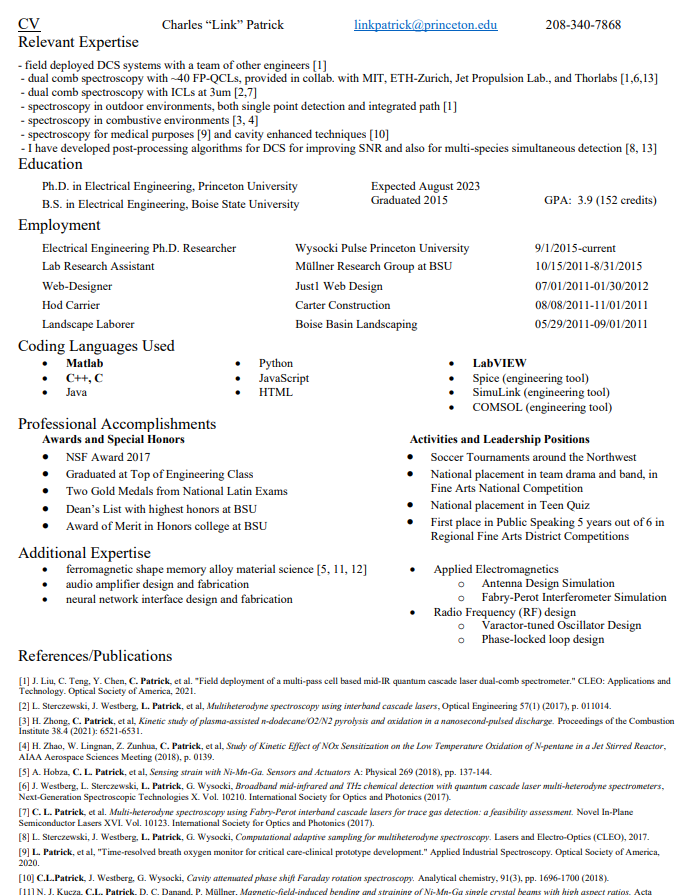 CV Charles “Link” Patrick linkpatrick@princeton.edu 208-340-7868
Relevant Expertise
- field deployed DCS systems with a team of other engineers [1]
- dual comb spectroscopy with ~40 FP-QCLs, provided in collab. with MIT, ETH-Zurich, Jet Propulsion Lab., and Thorlabs [1,6,13]
- dual comb spectroscopy with ICLs at 3um [2,7]
- spectroscopy in outdoor environments, both single point detection and integrated path [1]
- spectroscopy in combustive environments [3, 4]
- spectroscopy for medical purposes [9] and cavity enhanced techniques [10]
- I have developed post-processing algorithms for DCS for improving SNR and also for multi-species simultaneous detection [8, 13]
Education
Ph.D. in Electrical Engineering, Princeton University Expected August 2023
B.S. in Electrical Engineering, Boise State University Graduated 2015 GPA: 3.9 (152 credits)
Employment
Electrical Engineering Ph.D. Researcher Wysocki Pulse Princeton University 9/1/2015-current
Lab Research Assistant Müllner Research Group at BSU 10/15/2011-8/31/2015
Web-Designer Just1 Web Design 07/01/2011-01/30/2012
Hod Carrier Carter Construction 08/08/2011-11/01/2011
Landscape Laborer Boise Basin Landscaping 05/29/2011-09/01/2011
Coding Languages Used
• Matlab • Python • LabVIEW
• C++, C • JavaScript • Spice (engineering tool)
• Java • HTML • SimuLink (engineering tool)
• COMSOL (engineering tool)
Professional Accomplishments
Awards and Special Honors
• NSF Award 2017
• Graduated at Top of Engineering Class
• Two Gold Medals from National Latin Exams
• Dean’s List with highest honors at BSU
• Award of Merit in Honors college at BSU
Activities and Leadership Positions
• Soccer Tournaments around the Northwest
• National placement in team drama and band, in
Fine Arts National Competition
• National placement in Teen Quiz
• First place in Public Speaking 5 years out of 6 in
Regional Fine Arts District Competitions
Additional Expertise
• ferromagnetic shape memory alloy material science [5, 11, 12]
• audio amplifier design and fabrication
• neural network interface design and fabrication
• Applied Electromagnetics
o Antenna Design Simulation
o Fabry-Perot Interferometer Simulation
• Radio Frequency (RF) design
o Varactor-tuned Oscillator Design
o Phase-locked loop design
References/Publications
[1] J. Liu, C. Teng, Y. Chen, C. Patrick, et al. "Field deployment of a multi-pass cell based mid-IR quantum cascade laser dual-comb spectrometer." CLEO: Applications and
Technology. Optical Society of America, 2021.
[2] L. Sterczewski, J. Westberg, L. Patrick, et al, Multiheterodyne spectroscopy using interband cascade lasers, Optical Engineering 57(1) (2017), p. 011014.
[3] H. Zhong, C. Patrick, et al, Kinetic study of plasma-assisted n-dodecane/O2/N2 pyrolysis and oxidation in a nanosecond-pulsed discharge. Proceedings of the Combustion
Institute 38.4 (2021): 6521-6531.
[4] H. Zhao, W. Lingnan, Z. Zunhua, C. Patrick, et al, Study of Kinetic Effect of NOx Sensitization on the Low Temperature Oxidation of N-pentane in a Jet Stirred Reactor,
AIAA Aerospace Sciences Meeting (2018), p. 0139.
[5] A. Hobza, C. L. Patrick, et al, Sensing strain with Ni-Mn-Ga. Sensors and Actuators A: Physical 269 (2018), pp. 137-144.
[6] J. Westberg, L. Sterczewski, L. Patrick, G. Wysocki, Broadband mid-infrared and THz chemical detection with quantum cascade laser multi-heterodyne spectrometers,
Next-Generation Spectroscopic Technologies X. Vol. 10210. International Society for Optics and Photonics (2017).
[7] C. L. Patrick, et al. Multi-heterodyne spectroscopy using Fabry-Perot interband cascade lasers for trace gas detection: a feasibility assessment. Novel In-Plane
Semiconductor Lasers XVI. Vol. 10123. International Society for Optics and Photonics (2017).
[8] L. Sterczewski, J. Westberg, L. Patrick, G. Wysocki, Computational adaptive sampling for multiheterodyne spectroscopy. Lasers and Electro-Optics (CLEO), 2017.
[9] L. Patrick, et al, "Time-resolved breath oxygen monitor for critical care-clinical prototype development." Applied Industrial Spectroscopy. Optical Society of America,
2020.
[10] C.L.Patrick, J. Westberg, G. Wysocki, Cavity attenuated phase shift Faraday rotation spectroscopy. Analytical chemistry, 91(3), pp. 1696-1700 (2018).
[11] N. J. Kucza, C.L. Patrick, D. C. Danand, P. Müllner, Magnetic-field-induced bending and straining of Ni-Mn-Ga single crystal beams with high aspect ratios. Acta